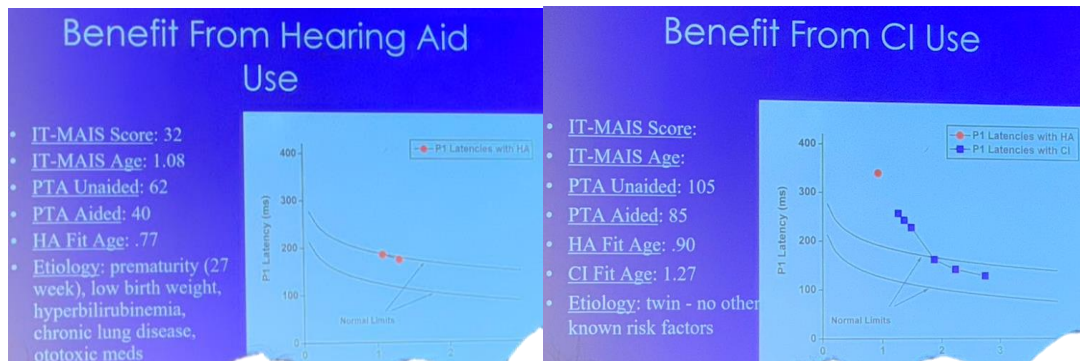 Benefit From Hearing Aid
Use
• IT-MAIS Score: 32
• IT-MAIS Age: 1.08
• PTA Unaided: 62
• PTA Aided: 40
• HA Fit Age: .77
• Etiology: prematurity (27
week), low birth weight,
hyperbilirubinemia,
chronic lung disease,
ototoxic meds
P1 Latencies with HA
400
300
200
100
0
P1 Latency (ms)
Normal Limits
0
1
2
Benefit From CI Use
• IT-MAIS Score:
• IT-MAIS Age:
• PTA Unaided: 105
• PTA Aided: 85
• HA Fit Age: .90
• CI Fit Age: 1.27
• Etiology: twin - no other
known risk factors
P1 Latencies with HA
P1 Latencies with CI
400
300
200
100
0
P1 Latency (ms)
Normal Limits
0
1
2
3